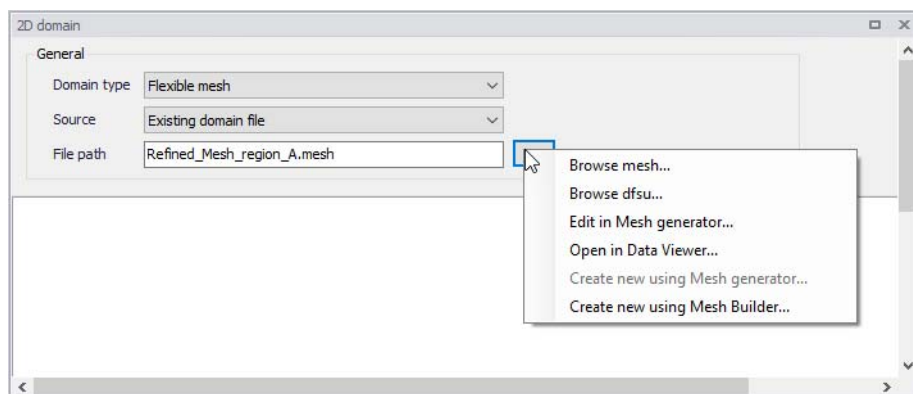 2D domain
General
Domain type Flexible mesh
Source Existing domain file
File path Refined_Mesh_region_A.mesh
Browse mesh...
Browse dfsu...
Edit in Mesh generator...
Open in Data Viewer...
Create new using Mesh generator...
Create new using Mesh Builder...